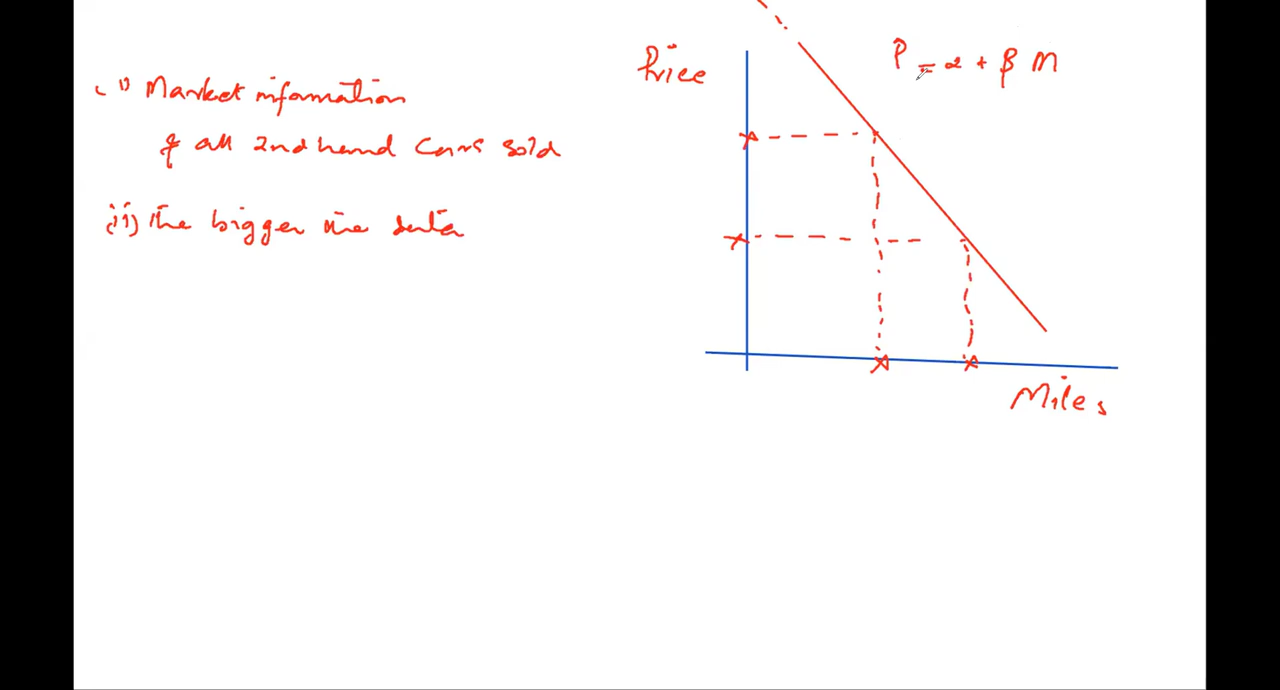 (i) Market information
of all 2nd hand Cars sold
(ii) The bigger the data
Price
P = α + β M
Miles